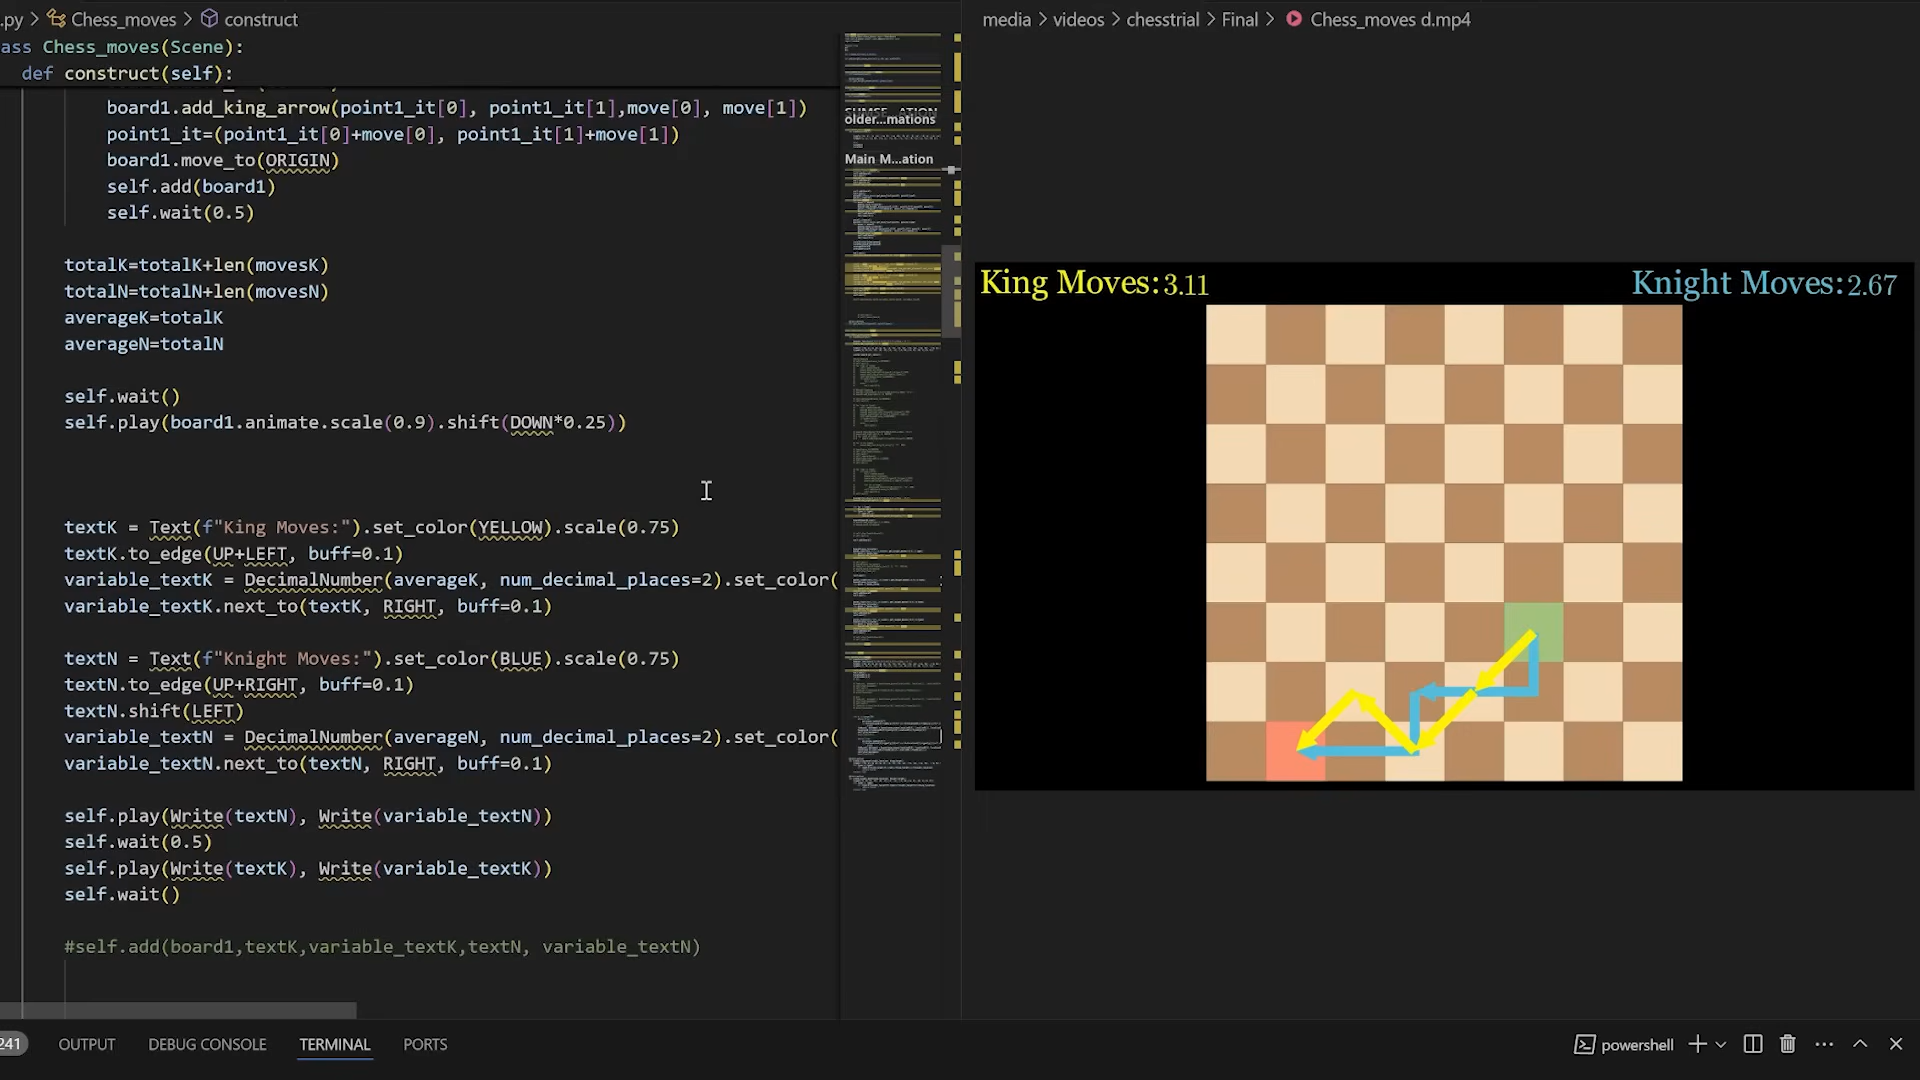 .py > Chess_moves > construct
ass Chess_moves(Scene):
def construct(self):
board1.add_king_arrow(point1_it[0], point1_it[1],move[0], move[1])
point1_it=(point1_it[0]+move[0], point1_it[1]+move[1])
board1.move_to(ORIGIN)
self.add(board1)
self.wait(0.5)
totalK=totalK+len(movesK)
totalN=totalN+len(movesN)
averageK=totalK
averageN=totalN
self.wait()
self.play(board1.animate.scale(0.9).shift(DOWN*0.25))
textK = Text(f"King Moves:").set_color(YELLOW).scale(0.75)
textK.to_edge(UP+LEFT, buff=0.1)
variable_textK = DecimalNumber(averageK, num_decimal_places=2).set_color(
variable_textK.next_to(textK, RIGHT, buff=0.1)
textN = Text(f"Knight Moves:").set_color(BLUE).scale(0.75)
textN.to_edge(UP+RIGHT, buff=0.1)
textN.shift(LEFT)
variable_textN = DecimalNumber(averageN, num_decimal_places=2).set_color(
variable_textN.next_to(textN, RIGHT, buff=0.1)
self.play(Write(textN), Write(variable_textN))
self.wait(0.5)
self.play(Write(textK), Write(variable_textK))
self.wait()
#self.add(board1,textK,variable_textK,textN, variable_textN)
older...mations
Main M...ation
media > videos > chesstrial > Final > Chess_moves d.mp4
King Moves:3.11
Knight Moves:2.67
241 OUTPUT DEBUG CONSOLE TERMINAL PORTS
powershell